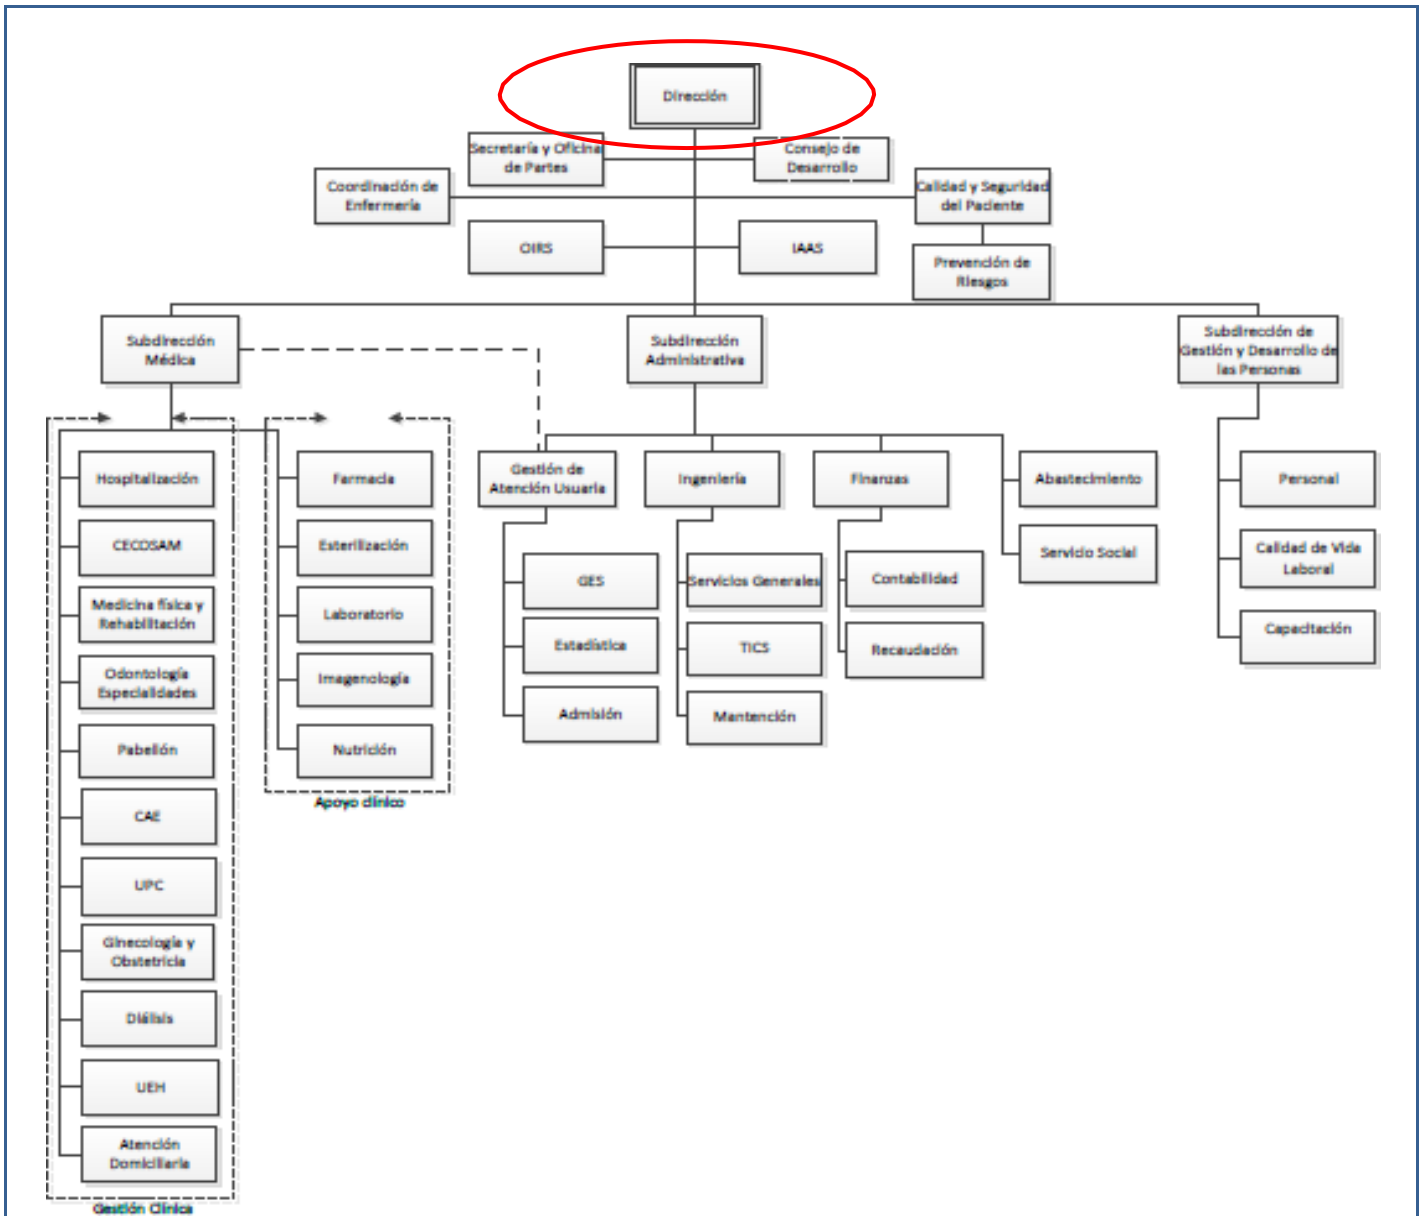 Dirección
Secretaría y Oficina
de Partes
Consejo de
Desarrollo
Coordinación de
Enfermería
Calidad y Seguridad
del Paciente
OIRS
IAAS
Prevención de
Riesgos
Subdirección
Médica
Subdirección
Administrativa
Subdirección de
Gestión y Desarrollo de
las Personas
Hospitalización
CECOSAM
Medicina física y
Rehabilitación
Odontología
Especialidades
Pabellón
CAE
UPC
Ginecología y
Obstetricia
Diálisis
UEH
Atención
Domiciliaria
Gestión Clínica
Farmacia
Esterilización
Laboratorio
Imagenología
Nutrición
Apoyo clínico
Gestión de
Atención Usuaria
GES
Estadística
Admisión
Ingeniería
Servicios Generales
TICS
Mantención
Finanzas
Contabilidad
Recaudación
Abastecimiento
Servicio Social
Personal
Calidad de Vida
Laboral
Capacitación